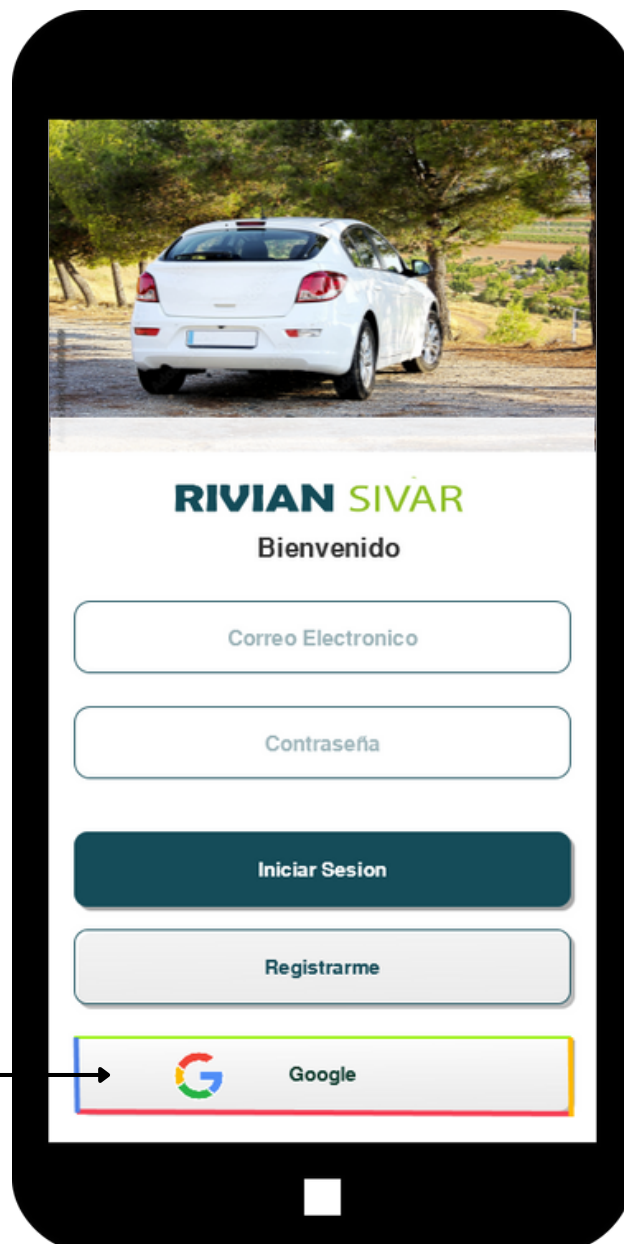 RIVIAN SIVAR
Bienvenido
Correo Electronico
Contraseña
Iniciar Sesion
Registrarme
Google